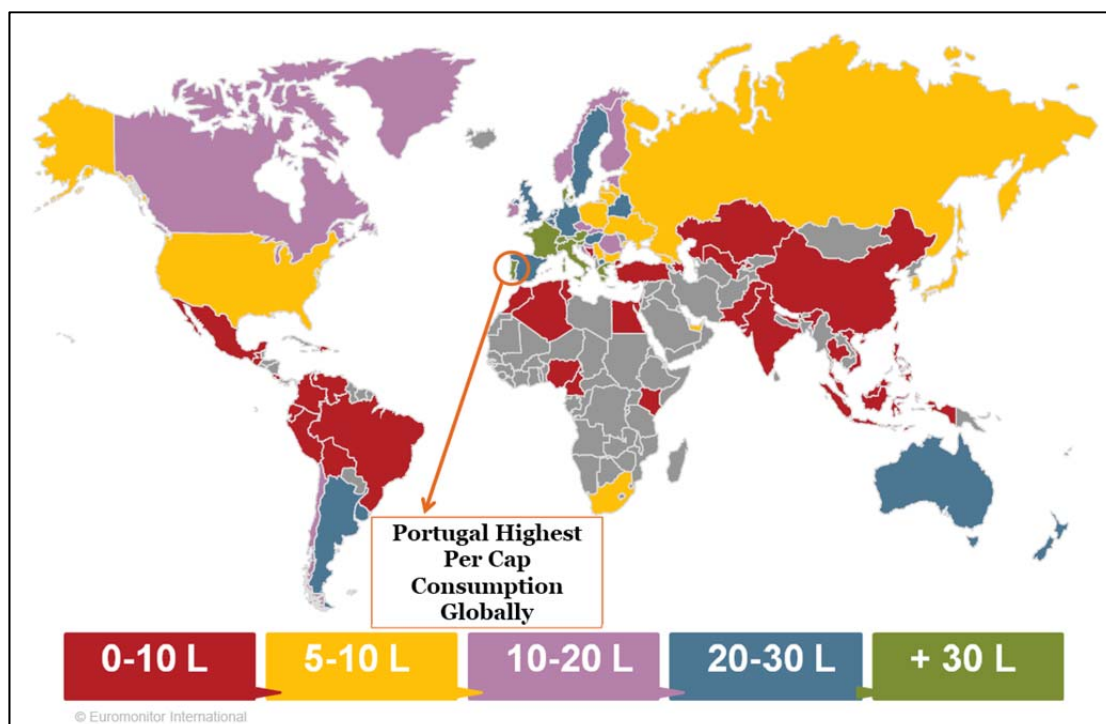 Portugal Highest
Per Cap
Consumption
Globally
0-10 L
5-10 L
10-20 L
20-30 L
+ 30 L
© Euromonitor International